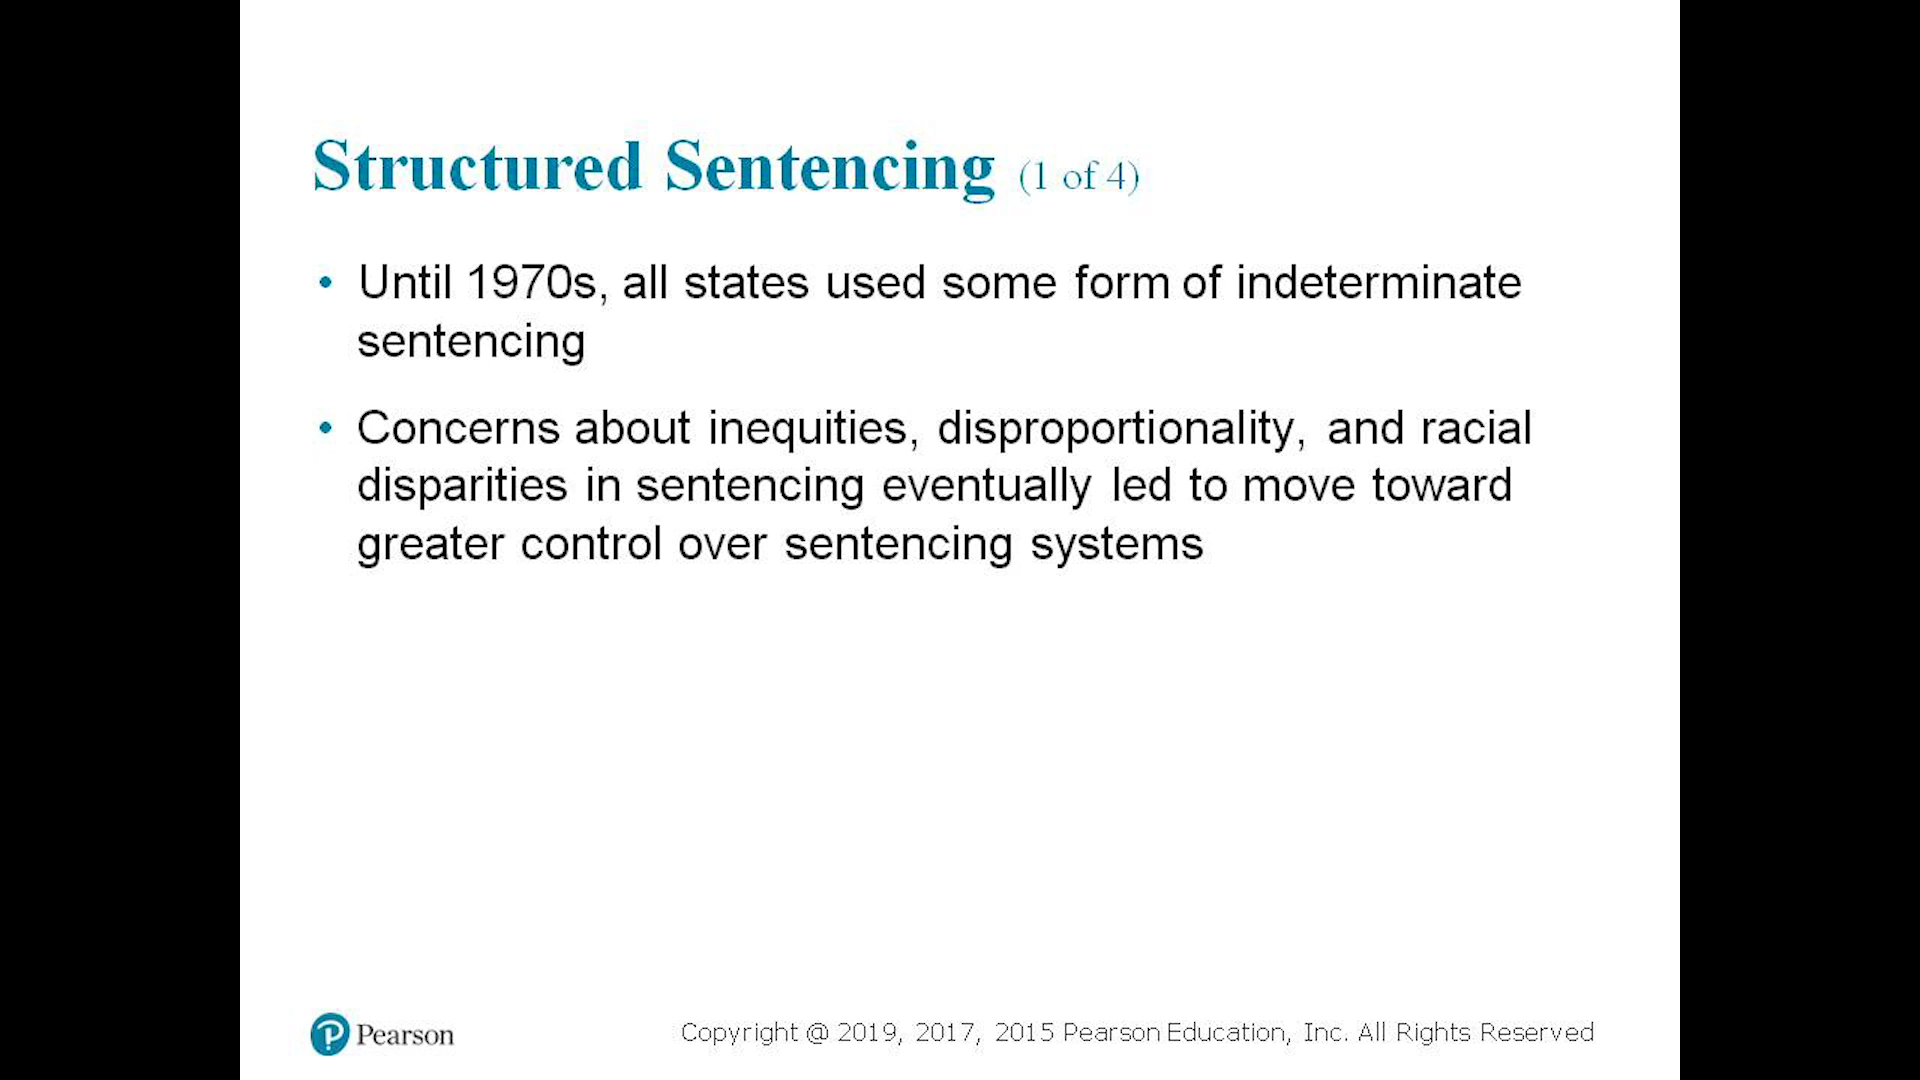 Structured Sentencing (1 of 4)
• Until 1970s, all states used some form of indeterminate
sentencing
• Concerns about inequities, disproportionality, and racial
disparities in sentencing eventually led to move toward
greater control over sentencing systems
Pearson
Copyright @ 2019, 2017, 2015 Pearson Education, Inc. All Rights Reserved